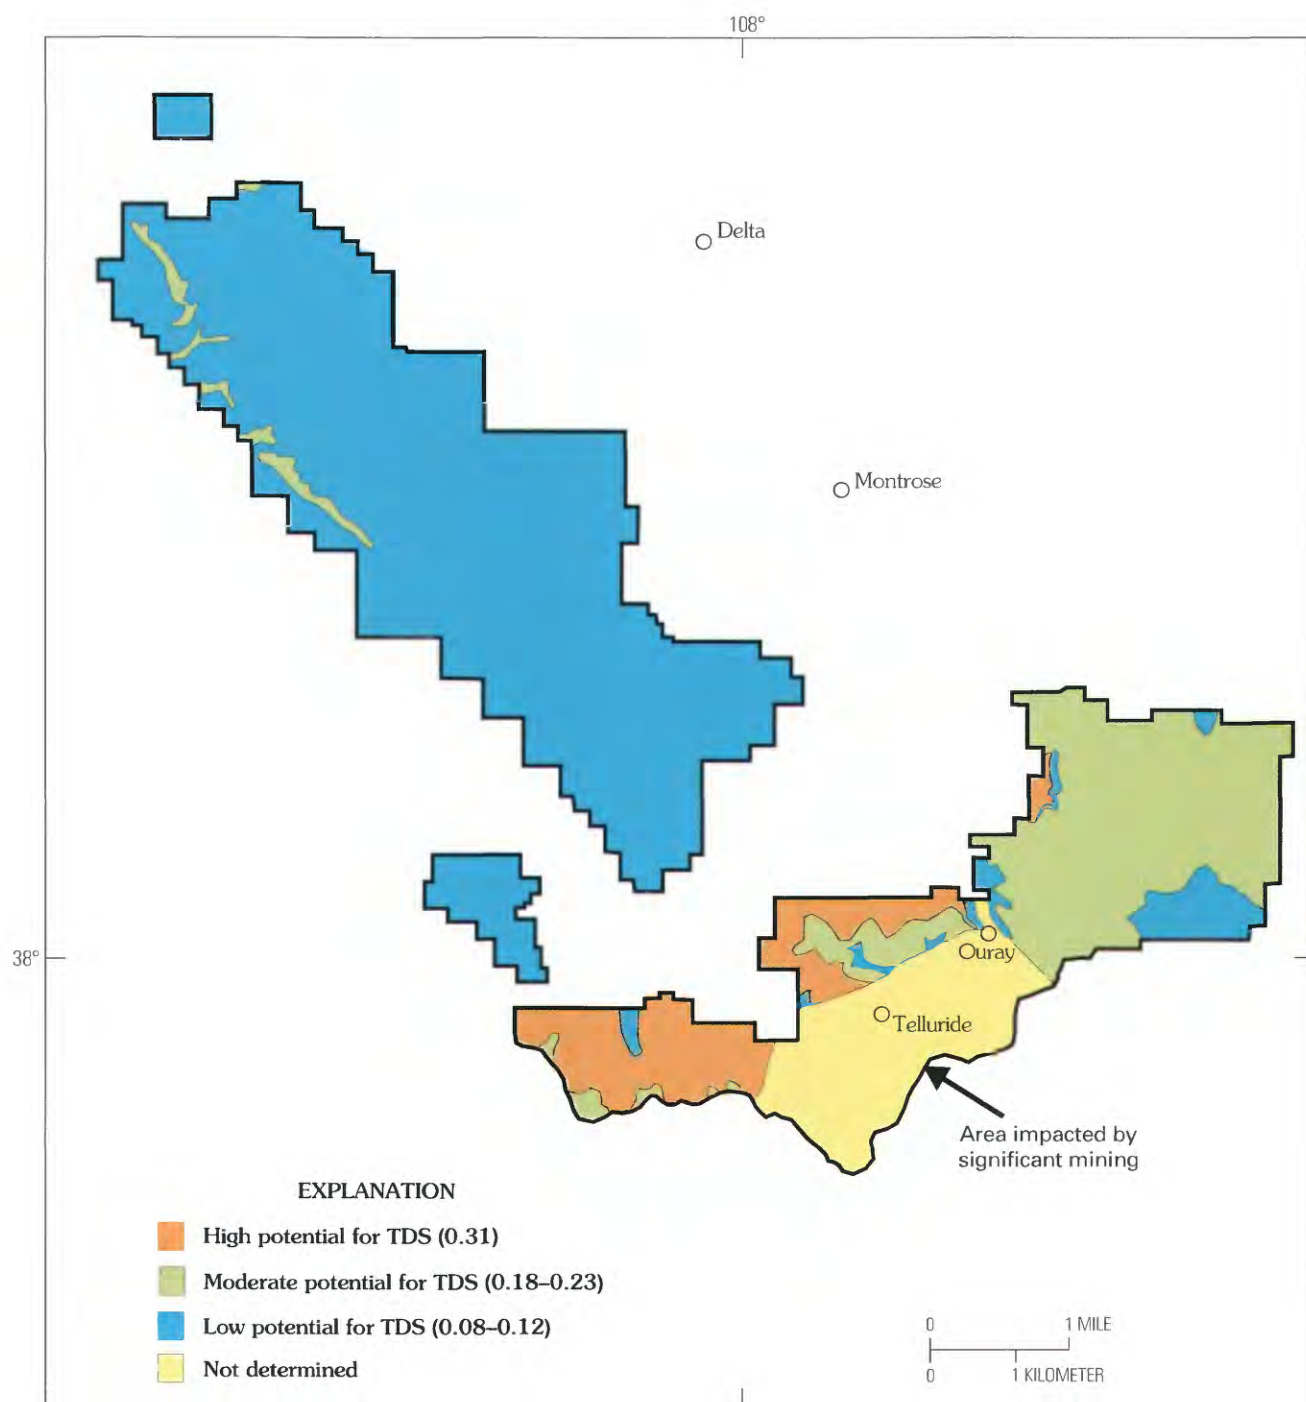 108°
Delta
Montrose
38°
Ouray
Telluride
Area impacted by
significant mining
EXPLANATION
High potential for TDS (0.31)
Moderate potential for TDS (0.18–0.23)
Low potential for TDS (0.08–0.12)
Not determined
0 1 MILE
0 1 KILOMETER